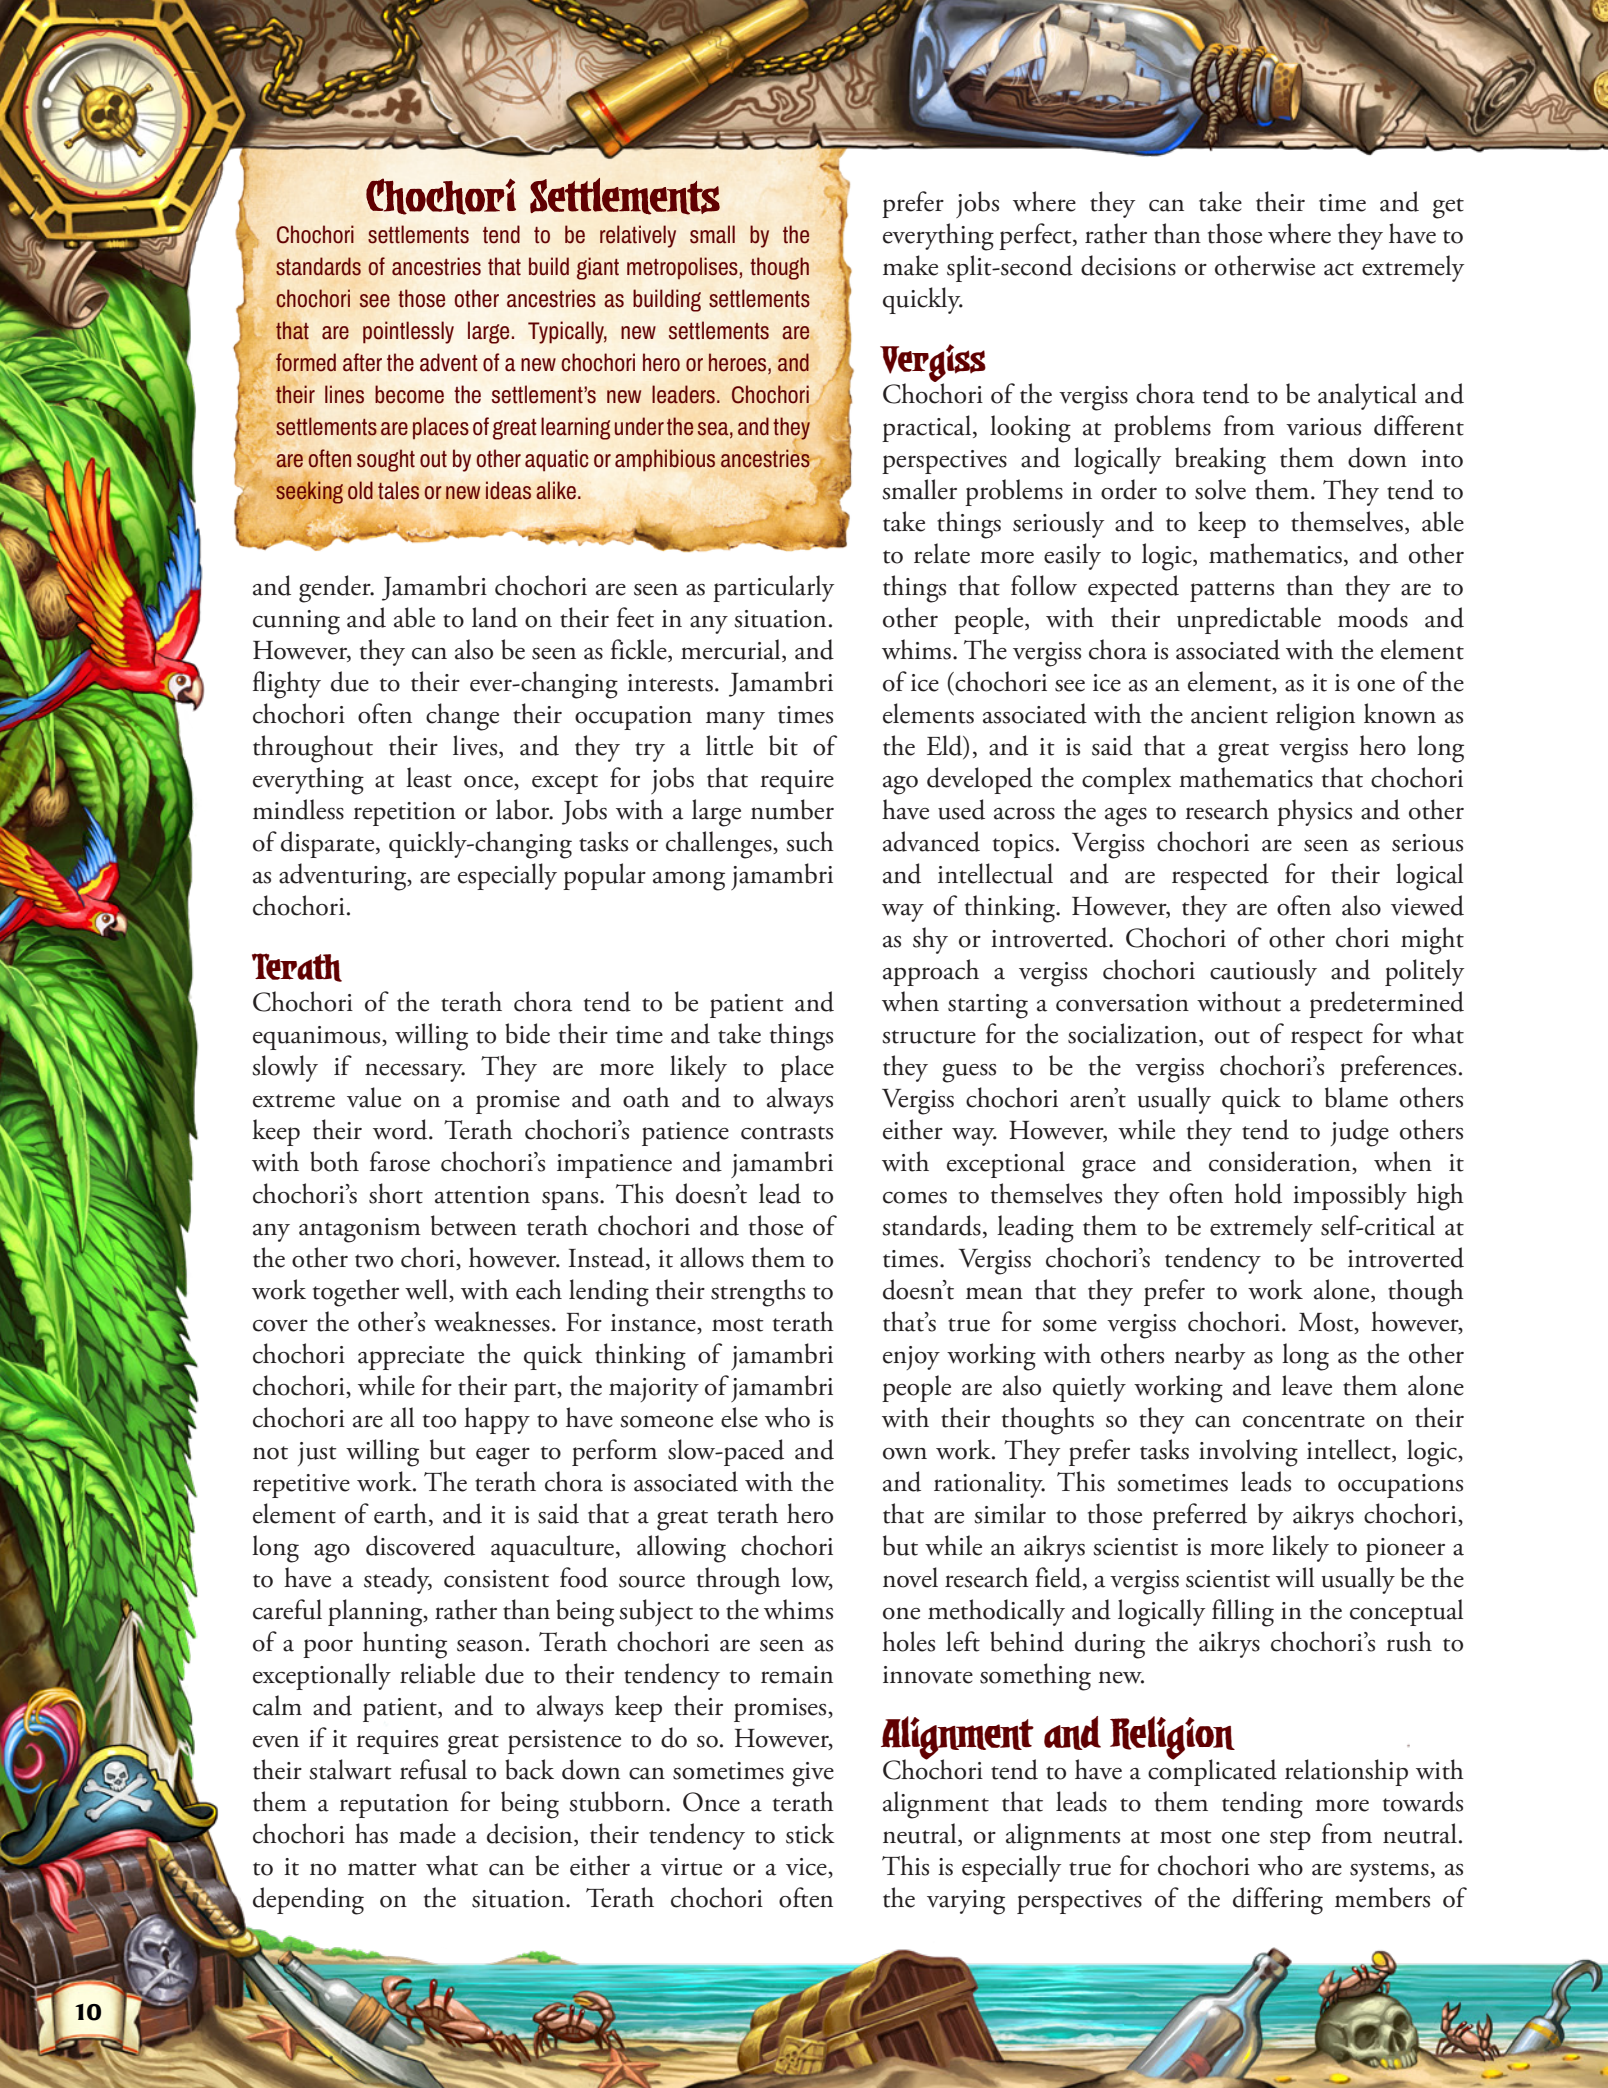 Chochori Settlements
Chochori settlements tend to be relatively small by the
standards of ancestries that build giant metropolises, though
chochori see those other ancestries as building settlements
that are pointlessly large. Typically, new settlements are
formed after the advent of a new chochori hero or heroes, and
their lines become the settlement’s new leaders. Chochori
settlements are places of great learning under the sea, and they
are often sought out by other aquatic or amphibious ancestries
seeking old tales or new ideas alike.
and gender. Jamambri chochori are seen as particularly
cunning and able to land on their feet in any situation.
However, they can also be seen as fickle, mercurial, and
flighty due to their ever-changing interests. Jamambri
chochori often change their occupation many times
throughout their lives, and they try a little bit of
everything at least once, except for jobs that require
mindless repetition or labor. Jobs with a large number
of disparate, quickly-changing tasks or challenges, such
as adventuring, are especially popular among jamambri
chochori.
Terath
Chochori of the terath chora tend to be patient and
equanimous, willing to bide their time and take things
slowly if necessary. They are more likely to place
extreme value on a promise and oath and to always
keep their word. Terath chochori’s patience contrasts
with both farose chochori’s impatience and jamambri
chochori’s short attention spans. This doesn’t lead to
any antagonism between terath chochori and those of
the other two chori, however. Instead, it allows them to
work together well, with each lending their strengths to
cover the other’s weaknesses. For instance, most terath
chochori appreciate the quick thinking of jamambri
chochori, while for their part, the majority of jamambri
chochori are all too happy to have someone else who is
not just willing but eager to perform slow-paced and
repetitive work. The terath chora is associated with the
element of earth, and it is said that a great terath hero
long ago discovered aquaculture, allowing chochori
to have a steady, consistent food source through low,
careful planning, rather than being subject to the whims
of a poor hunting season. Terath chochori are seen as
exceptionally reliable due to their tendency to remain
calm and patient, and to always keep their promises,
even if it requires great persistence to do so. However,
their stalwart refusal to back down can sometimes give
them a reputation for being stubborn. Once a terath
chochori has made a decision, their tendency to stick
to it no matter what can be either a virtue or a vice,
depending on the situation. Terath chochori often
prefer jobs where they can take their time and get
everything perfect, rather than those where they have to
make split-second decisions or otherwise act extremely
quickly.
Vergiss
Chochori of the vergiss chora tend to be analytical and
practical, looking at problems from various different
perspectives and logically breaking them down into
smaller problems in order to solve them. They tend to
take things seriously and to keep to themselves, able
to relate more easily to logic, mathematics, and other
things that follow expected patterns than they are to
other people, with their unpredictable moods and
whims. The vergiss chora is associated with the element
of ice (chochori see ice as an element, as it is one of the
elements associated with the ancient religion known as
the Eld), and it is said that a great vergiss hero long
ago developed the complex mathematics that chochori
have used across the ages to research physics and other
advanced topics. Vergiss chochori are seen as serious
and intellectual and are respected for their logical
way of thinking. However, they are often also viewed
as shy or introverted. Chochori of other chori might
approach a vergiss chochori cautiously and politely
when starting a conversation without a predetermined
structure for the socialization, out of respect for what
they guess to be the vergiss chochori’s preferences.
Vergiss chochori aren’t usually quick to blame others
either way. However, while they tend to judge others
with exceptional grace and consideration, when it
comes to themselves they often hold impossibly high
standards, leading them to be extremely self-critical at
times. Vergiss chochori’s tendency to be introverted
doesn’t mean that they prefer to work alone, though
that’s true for some vergiss chochori. Most, however,
enjoy working with others nearby as long as the other
people are also quietly working and leave them alone
with their thoughts so they can concentrate on their
own work. They prefer tasks involving intellect, logic,
and rationality. This sometimes leads to occupations
that are similar to those preferred by aikrys chochori,
but while an aikrys scientist is more likely to pioneer a
novel research field, a vergiss scientist will usually be the
one methodically and logically filling in the conceptual
holes left behind during the aikrys chochori’s rush to
innovate something new.
Alignment and Religion
Chochori tend to have a complicated relationship with
alignment that leads to them tending more towards
neutral, or alignments at most one step from neutral.
This is especially true for chochori who are systems, as
the varying perspectives of the differing members of
10